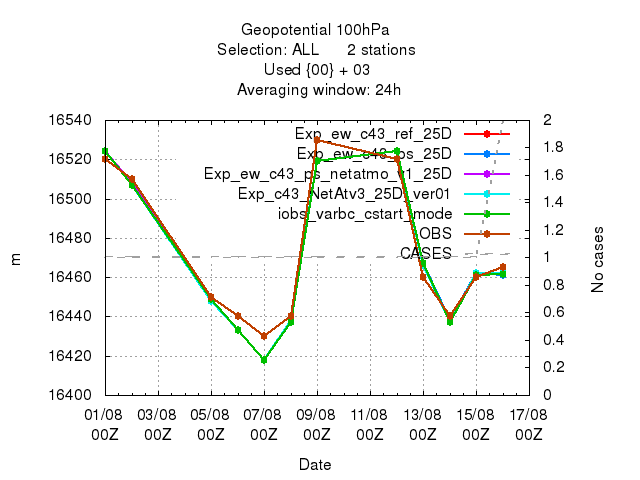 Geopotential 100hPa
Selection: ALL 2 stations
Used {00} + 03
Averaging window: 24h
16540
16520
16500
16480
16460
16440
16420
16400
m
2
1.8
1.6
1.4
1.2
1
0.8
0.6
0.4
0.2
0
No cases
Exp_ew_c43_ref_25D
Exp_ew_c43_ps_25D
Exp_ew_c43_ps_netatmo_t1_25D
Exp_c43_NetAtv3_25D_ver01
iobs_varbc_cstart_mode
OBS
CASES
01/08 03/08 05/08 07/08 09/08 11/08 13/08 15/08 17/08
00Z 00Z 00Z 00Z 00Z 00Z 00Z 00Z 00Z
Date